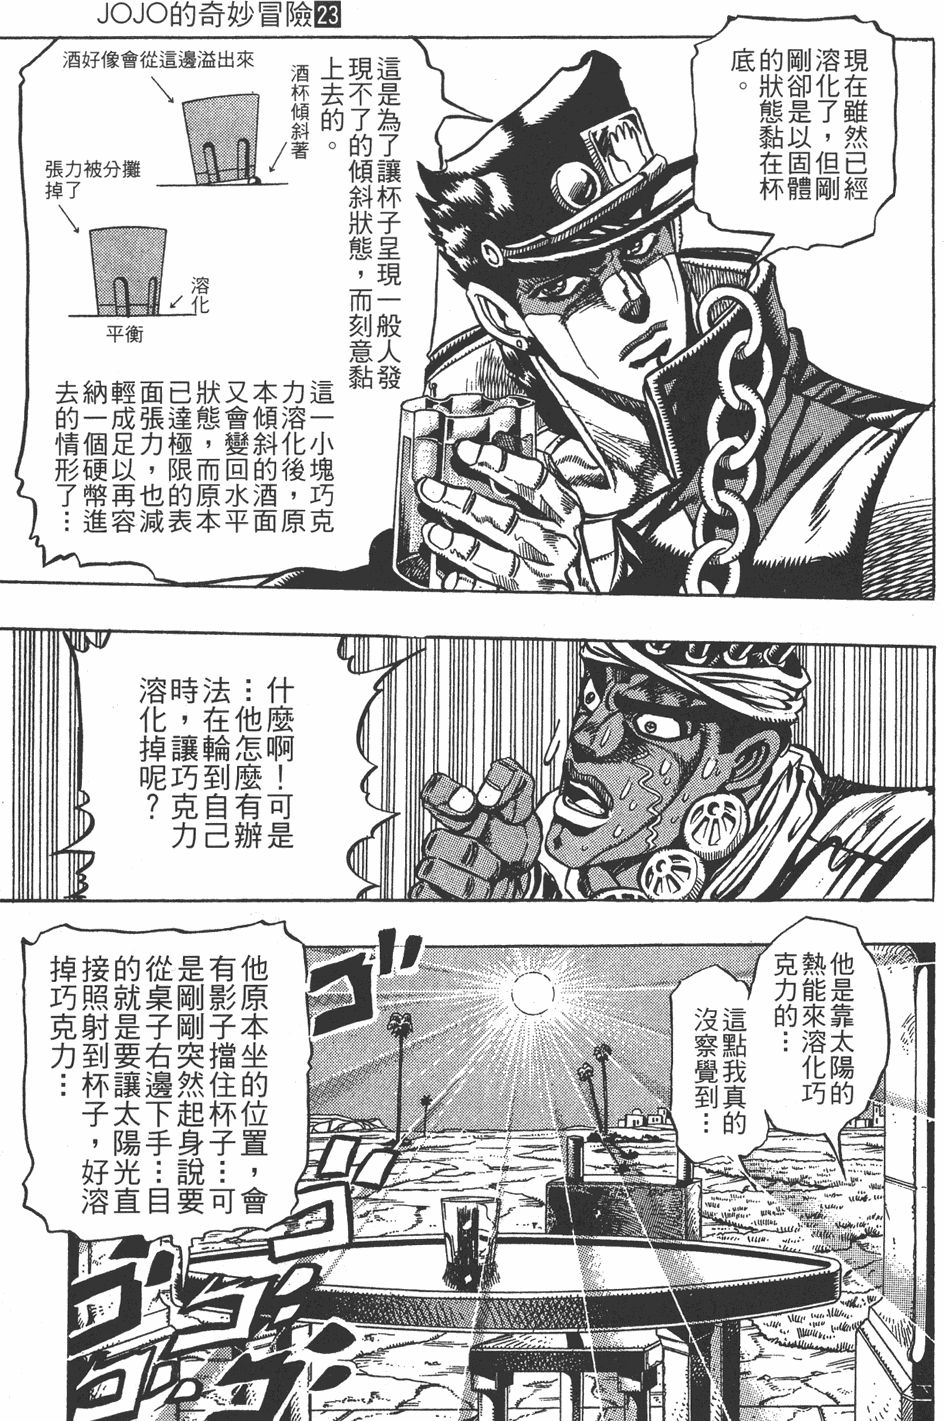 JOJO的奇妙冒險23
現在雖然已經
溶化了，但剛
剛卻是以固體
的狀態黏在杯
底。
這是為了讓杯子呈現一般人發
現不了的傾斜狀態，而刻意黏
上去的。
酒好像會從這邊溢出來
酒杯傾斜著
張力被分攤
掉了
溶化
平衡
這一小塊巧克
力溶化後，原
本傾斜的酒面
又會變回水平
狀態，而原本
已達極限的表
面張力，也減
輕成足以再容
納一個硬幣進
去的情形了…
什麼啊！可是
…他怎麼有辦
法在輪到自己
時，讓巧克力
溶化掉呢？
他是靠太陽的
熱能來溶化巧
克力的…
這點我真的
沒察覺到…
他原本坐的位置，會
有影子擋住杯子…可
是剛剛突然起身說要
從桌子右邊下手…目
的就是要讓太陽光直
接照射到杯子，好溶
掉巧克力…
ゴゴゴゴゴ